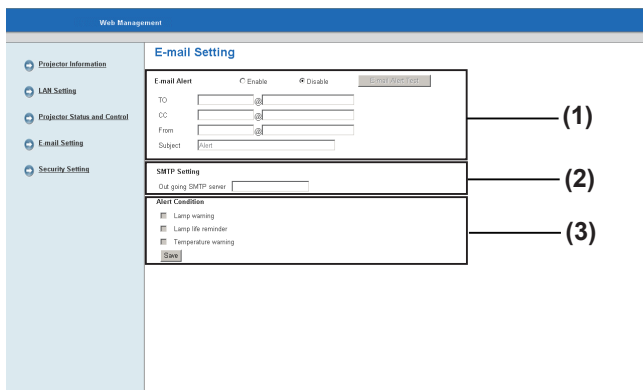 Web Management
E-mail Setting
Projector Information
LAN Setting
Projector Status and Control
E-mail Setting
Security Setting
E-mail Alert Enable Disable E-mail Alert Test
TO @
CC @
From @
Subject Alert
(1)
SMTP Setting
Out going SMTP server
(2)
Alert Condition
Lamp warning
Lamp life reminder
Temperature warning
Save
(3)